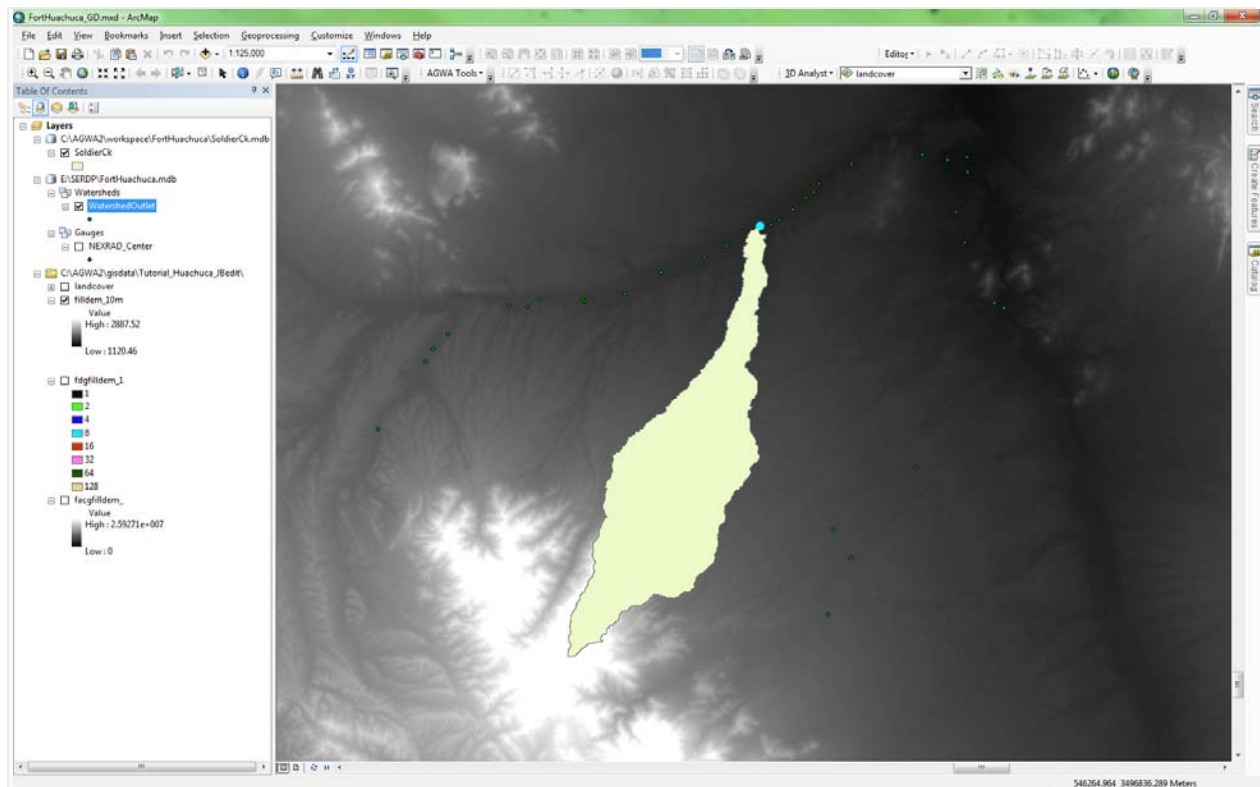 FortHuachuca_GD.mxd - ArcMap
File Edit View Bookmarks Insert Selection Geoprocessing Customize Windows Help
1:125,000
Editor
AGWA Tools
3D Analyst
landcover
Table Of Contents
Layers
C:\AGWA2\workspace\FortHuachuca\SoldierCk.mdb
SoldierCk
E:\SERDP\FortHuachuca.mdb
Watersheds
WatershedOutlet
Gauges
NEXRAD_Center
C:\AGWA2\gisdata\Tutorial_Huachuca_JBedit\
landcover
filldem_10m
Value
High : 2887.52
Low : 1120.46
fdgfilldem_1
1
2
4
8
16
32
64
128
facgfilldem_
Value
High : 2.59271e+007
Low : 0
Search
Create Features
Catalog
546264.964 3496836.289 Meters